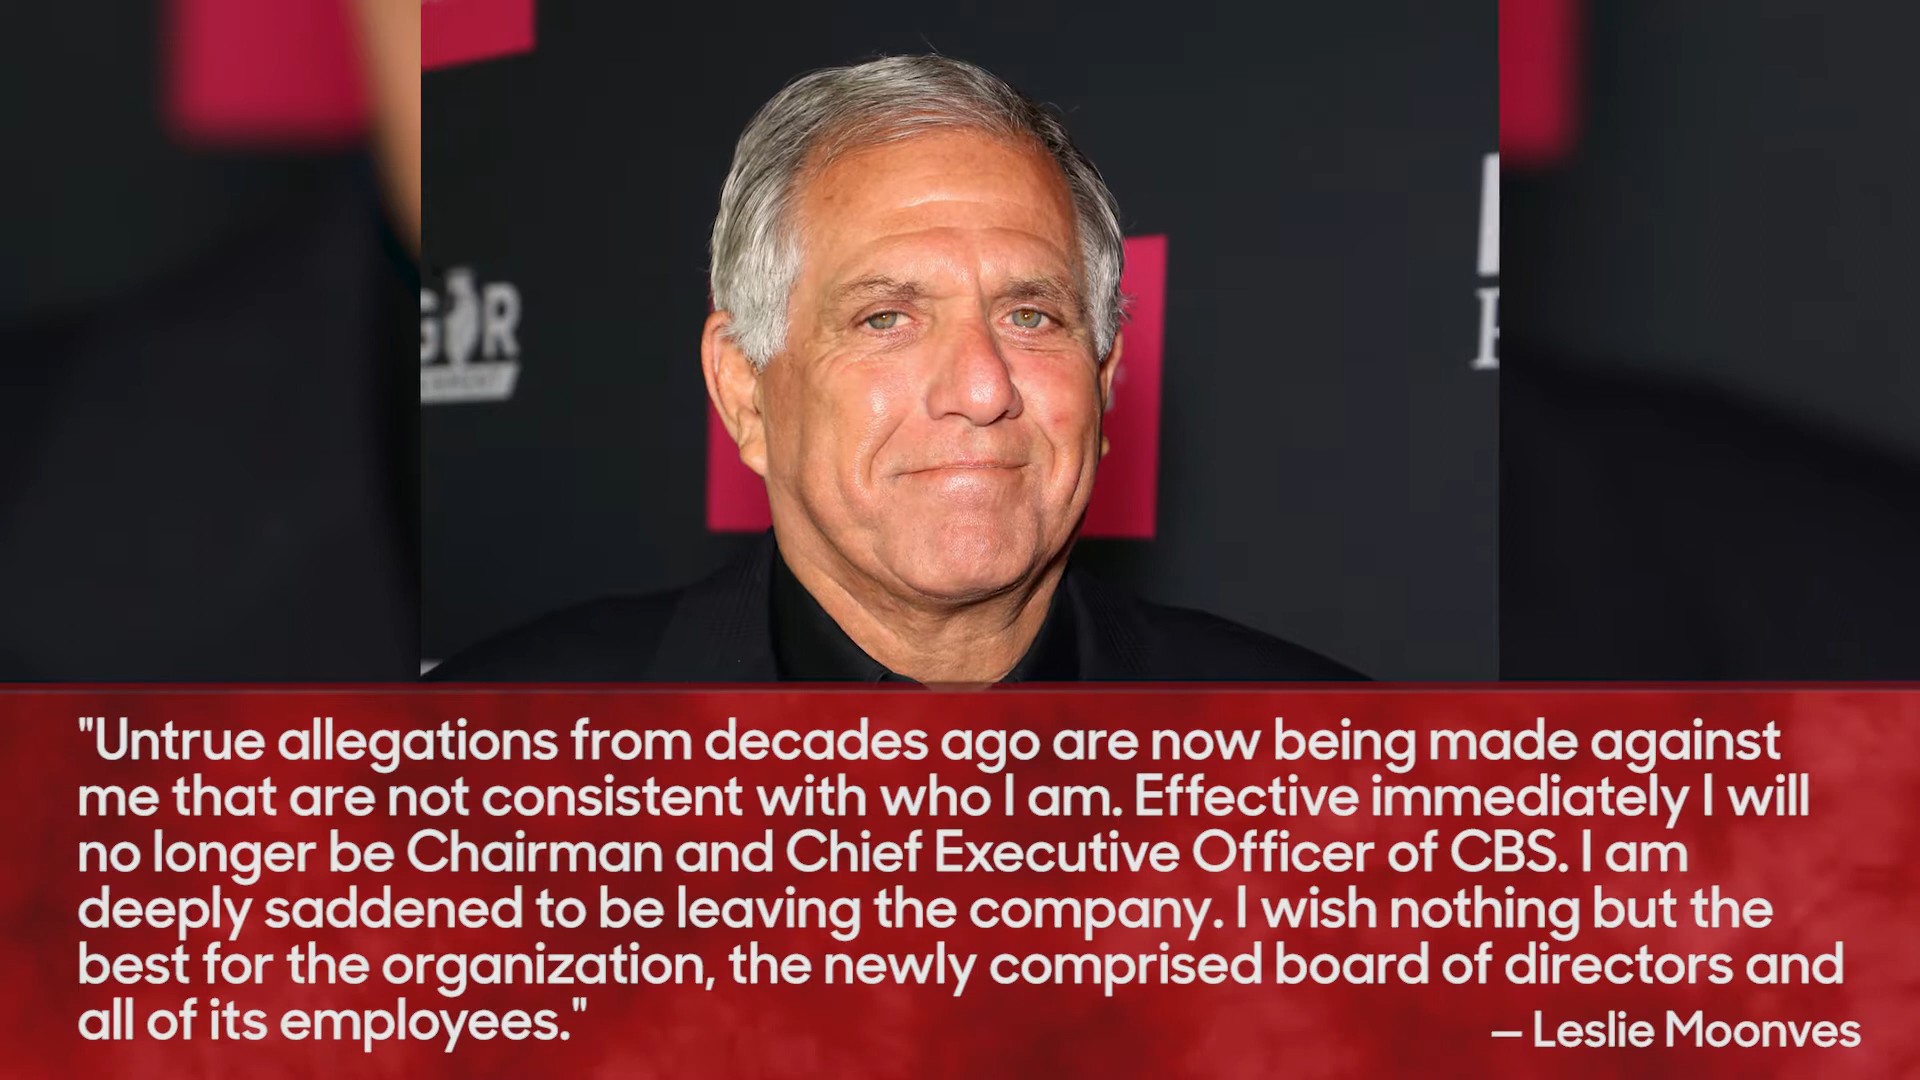 G R
"Untrue allegations from decades ago are now being made against
me that are not consistent with who I am. Effective immediately I will
no longer be Chairman and Chief Executive Officer of CBS. I am
deeply saddened to be leaving the company. I wish nothing but the
best for the organization, the newly comprised board of directors and
all of its employees."
– Leslie Moonves